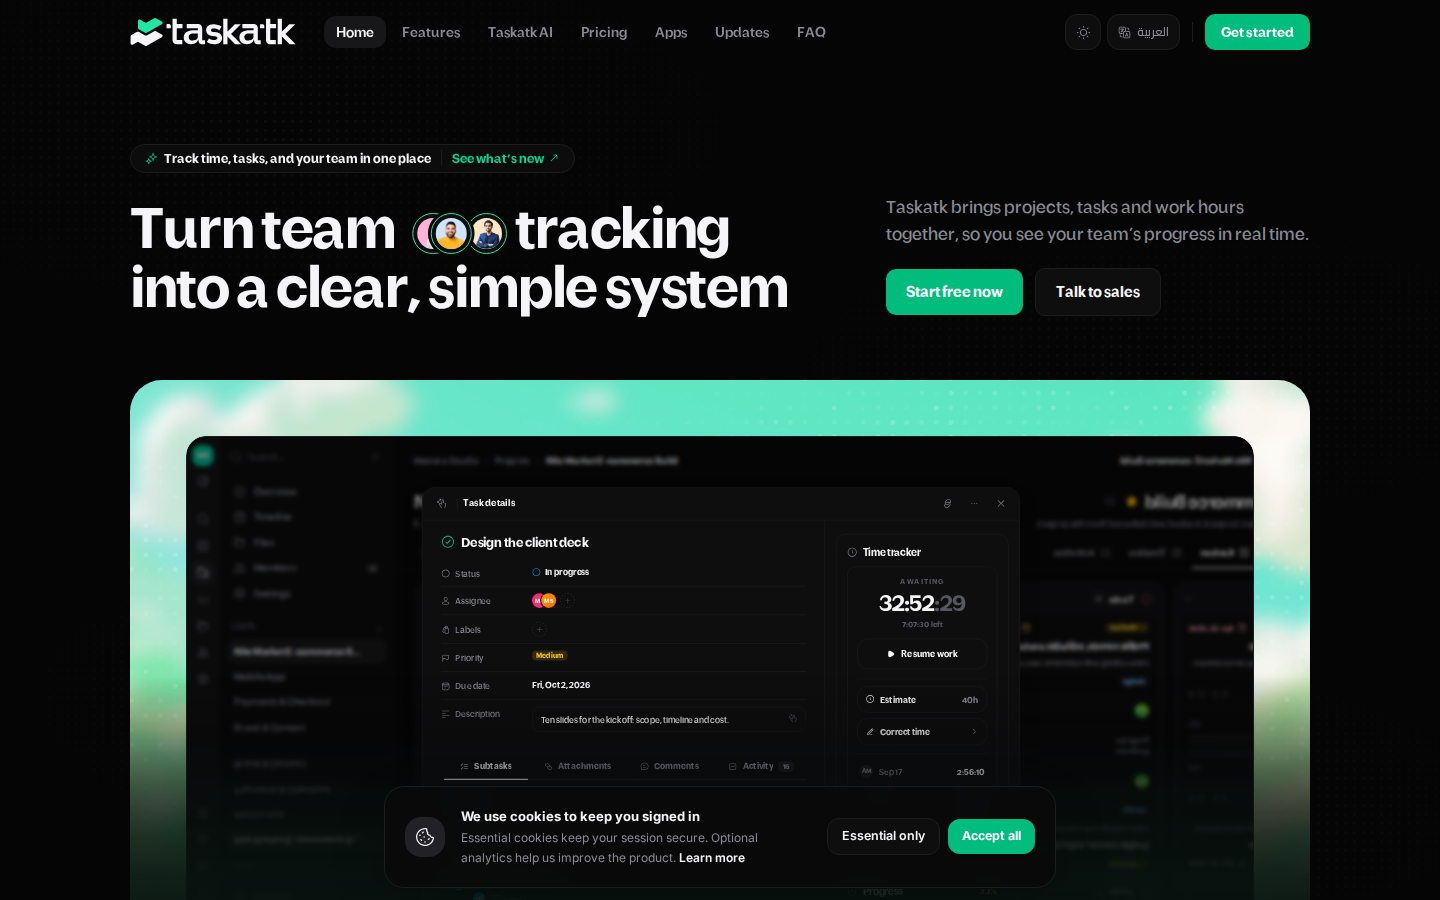 taskatk
Home
Features
Taskatk AI
Pricing
Apps
Updates
FAQ
العربية
Get started
Track time, tasks, and your team in one place
See what's new
Turn team tracking
into a clear, simple system
Taskatk brings projects, tasks and work hours
together, so you see your team's progress in real time.
Start free now
Talk to sales
Task details
Design the client deck
Status
In progress
Assignee
Labels
Priority
Medium
Due date
Fri, Oct 2, 2026
Description
Ten slides for the kickoff: scope, timeline and cost.
Subtasks
Attachments
Comments
Activity
16
Time tracker
AWAITING
32:52:29
7:07:30 left
Resume work
Estimate
40h
Correct time
AM
Sep 17
2:56:10
Progress
We use cookies to keep you signed in
Essential cookies keep your session secure. Optional
analytics help us improve the product. Learn more
Essential only
Accept all